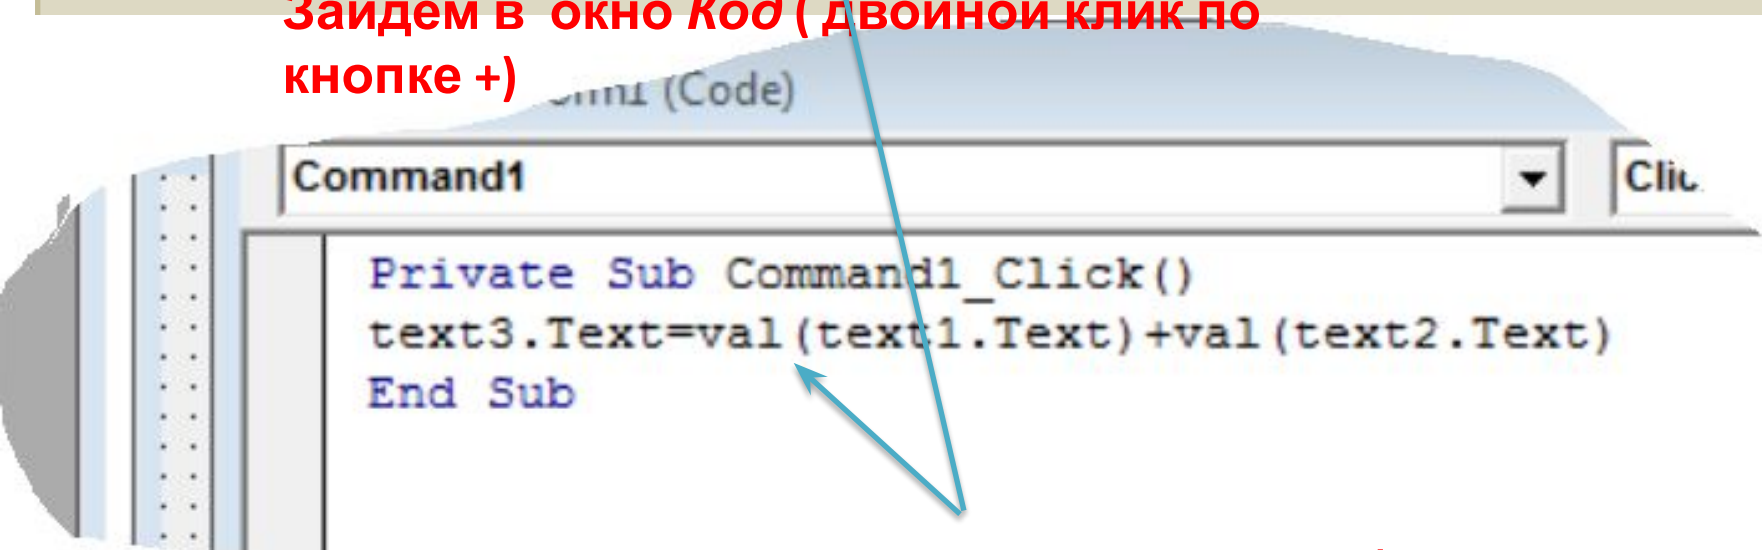 Зайдем в окно Код ( двойной клик по
кнопке +)
(Code)
Command1
Private Sub Command1_Click()
text3.Text=val(text1.Text)+val(text2.Text)
End Sub